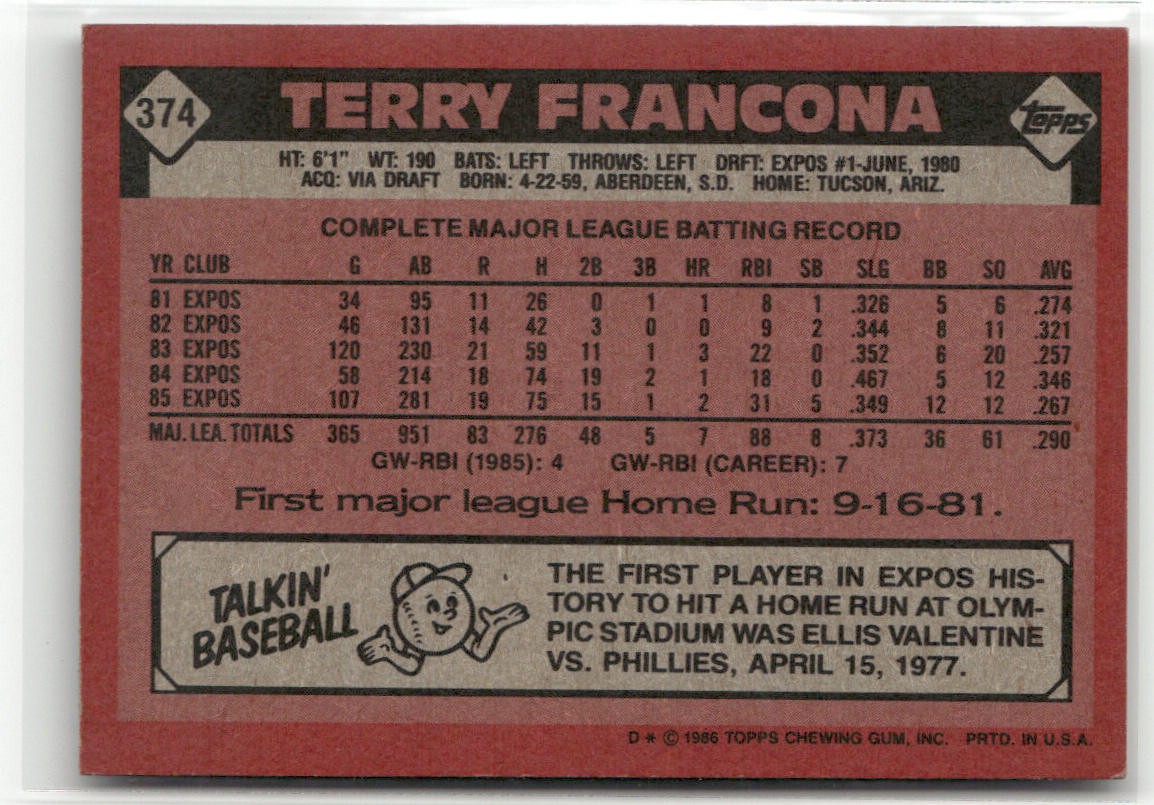 374 TERRY FRANCONA Topps
HT: 6'1" WT: 190 BATS: LEFT THROWS: LEFT DRFT: EXPOS #1-JUNE, 1980
ACQ: VIA DRAFT BORN: 4-22-59, ABERDEEN, S.D. HOME: TUCSON, ARIZ.
COMPLETE MAJOR LEAGUE BATTING RECORD
YR CLUB G AB R H 2B 3B HR RBI SB SLG BB SO AVG
81 EXPOS 34 95 11 26 0 1 1 8 1 .326 5 6 .274
82 EXPOS 46 131 14 42 3 0 0 9 2 .344 8 11 .321
83 EXPOS 120 230 21 59 11 1 3 22 0 .352 6 20 .257
84 EXPOS 58 214 18 74 19 2 1 18 0 .467 5 12 .346
85 EXPOS 107 281 19 75 15 1 2 31 5 .349 12 12 .267
MAJ. LEA. TOTALS 365 951 83 276 48 5 7 88 8 .373 36 61 .290
GW-RBI (1985): 4 GW-RBI (CAREER): 7
First major league Home Run: 9-16-81.
TALKIN'
BASEBALL
THE FIRST PLAYER IN EXPOS HIS-
TORY TO HIT A HOME RUN AT OLYM-
PIC STADIUM WAS ELLIS VALENTINE
VS. PHILLIES, APRIL 15, 1977.
D * © 1986 TOPPS CHEWING GUM, INC. PRTD. IN U.S.A.